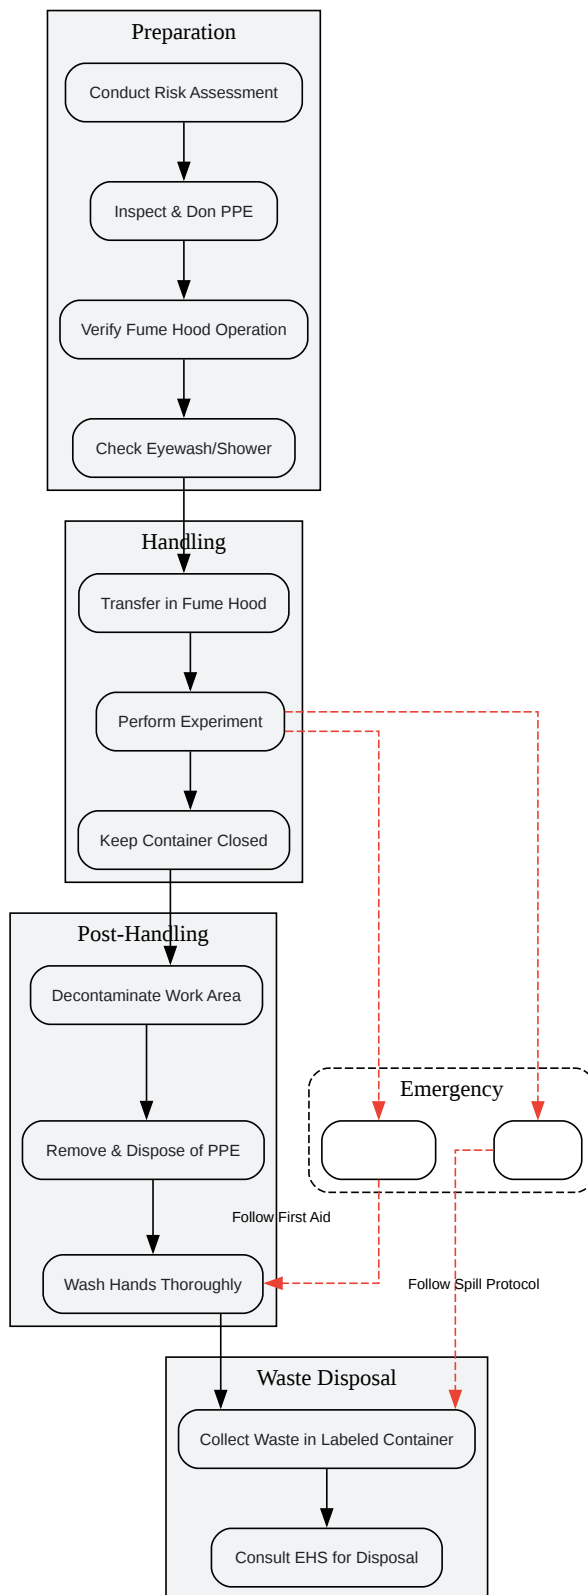 Preparation
Conduct Risk Assessment
Inspect & Don PPE
Verify Fume Hood Operation
Check Eyewash/Shower
Handling
Transfer in Fume Hood
Perform Experiment
Keep Container Closed
Post-Handling
Decontaminate Work Area
Emergency
Remove & Dispose of PPE
Follow First Aid
Wash Hands Thoroughly
Follow Spill Protocol
Waste Disposal
Collect Waste in Labeled Container
Consult EHS for Disposal